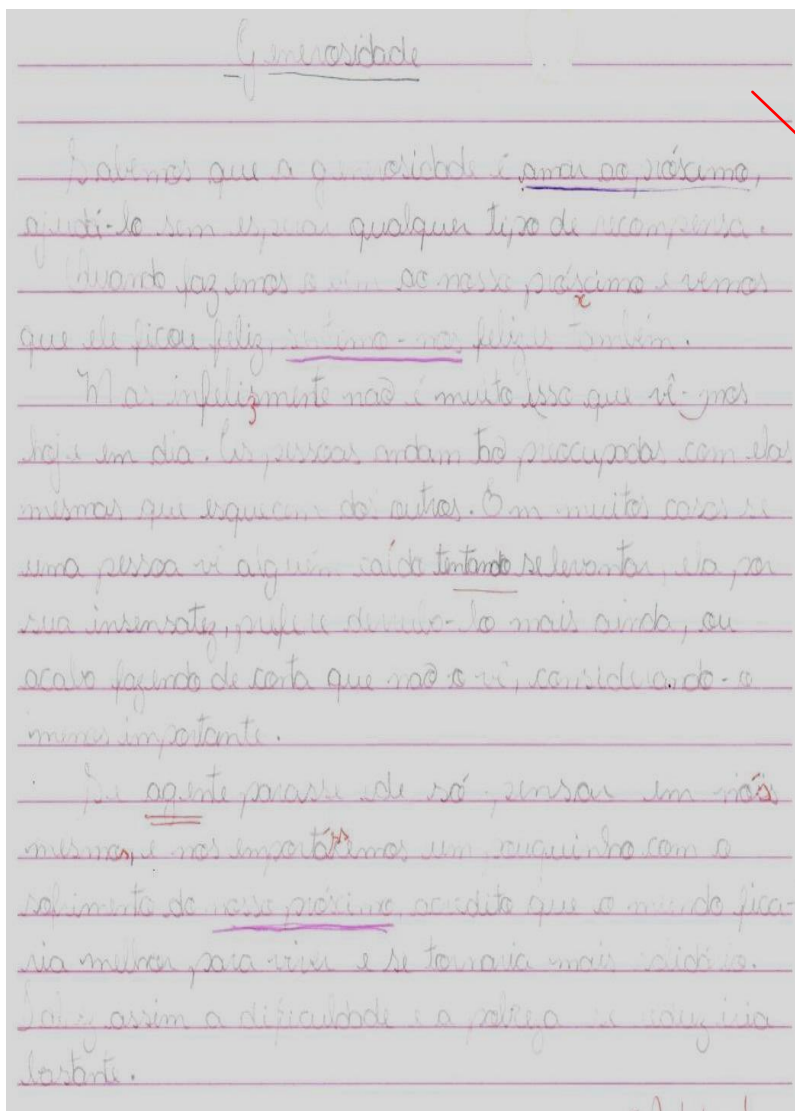 Generosidade
Sabemos que a generosidade é amar ao próximo,
ajudá-lo sem esperar qualquer tipo de recompensa.
Quando fazemos o bem ao nosso próximo e vemos
que ele ficou feliz, sentimo-nos felizes também.
Mas infelizmente não é muito isso que vê-mos
hoje em dia. As pessoas andam tão preocupadas com elas
mesmas que esquecem dos outros. Em muitos casos se
uma pessoa vê alguém caído tentando se levantar, ela, por
sua insensatez, prefere derrubá-lo mais ainda, ou
acaba fazendo de conta que não o vê, considerando-o
menos importante.
Se agente parasse de só pensar em nós
mesmos, e nos importássemos um pouquinho com o
sofrimento do nosso próximo, acredito que o mundo fica-
ria melhor para viver e se tornaria mais solidário.
Talvez assim a dificuldade e a pobreza se reduziria
bastante.